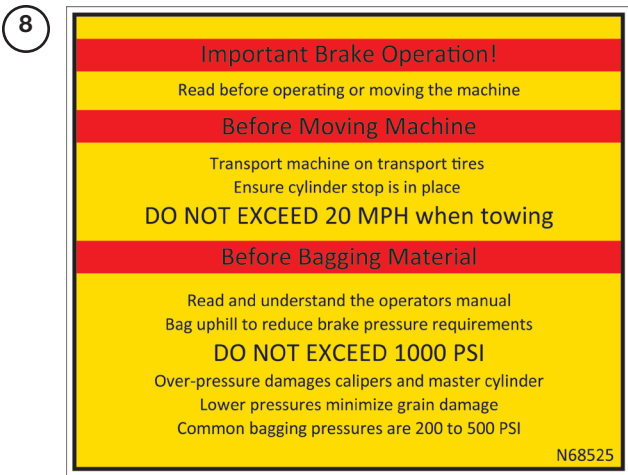 8
Important Brake Operation!
Read before operating or moving the machine
Before Moving Machine
Transport machine on transport tires
Ensure cylinder stop is in place
DO NOT EXCEED 20 MPH when towing
Before Bagging Material
Read and understand the operators manual
Bag uphill to reduce brake pressure requirements
DO NOT EXCEED 1000 PSI
Over-pressure damages calipers and master cylinder
Lower pressures minimize grain damage
Common bagging pressures are 200 to 500 PSI
N68525